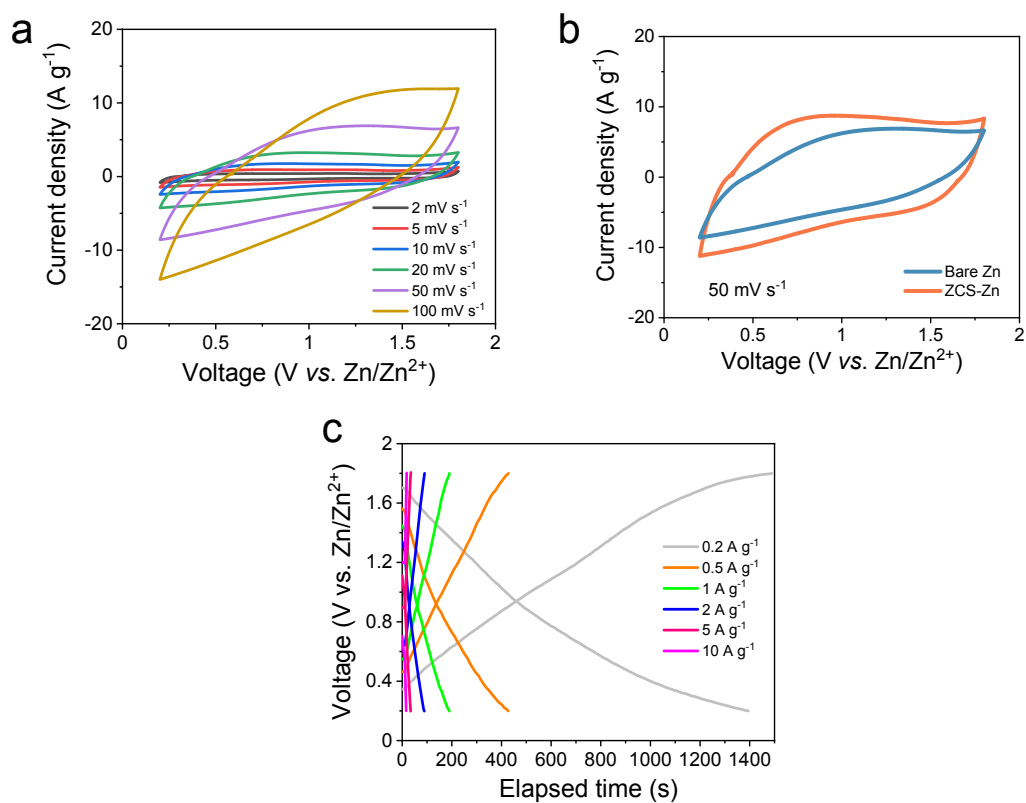 a
20
10
0
-10
-20
Current density (A g⁻¹)
0
0.5
1
1.5
2
Voltage (V vs. Zn/Zn²⁺)
2 mV s⁻¹
5 mV s⁻¹
10 mV s⁻¹
20 mV s⁻¹
50 mV s⁻¹
100 mV s⁻¹
b
20
10
0
-10
-20
Current density (A g⁻¹)
0
0.5
1
1.5
2
Voltage (V vs. Zn/Zn²⁺)
50 mV s⁻¹
Bare Zn
ZCS-Zn
c
2
1.6
1.2
0.8
0.4
0
Voltage (V vs. Zn/Zn²⁺)
0
200
400
600
800
1000
1200
1400
Elapsed time (s)
0.2 A g⁻¹
0.5 A g⁻¹
1 A g⁻¹
2 A g⁻¹
5 A g⁻¹
10 A g⁻¹